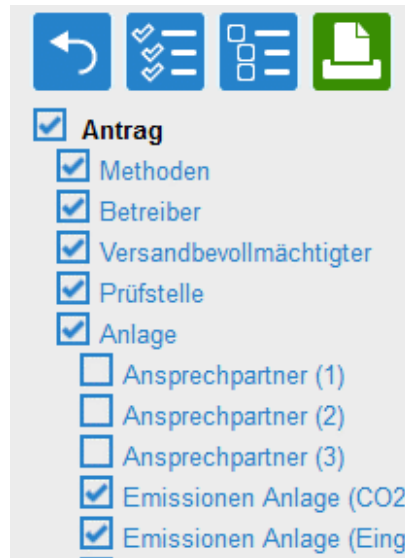 Antrag
Methoden
Betreiber
Versandbevollmächtigter
Prüfstelle
Anlage
Ansprechpartner (1)
Ansprechpartner (2)
Ansprechpartner (3)
Emissionen Anlage (CO2
Emissionen Anlage (Eing